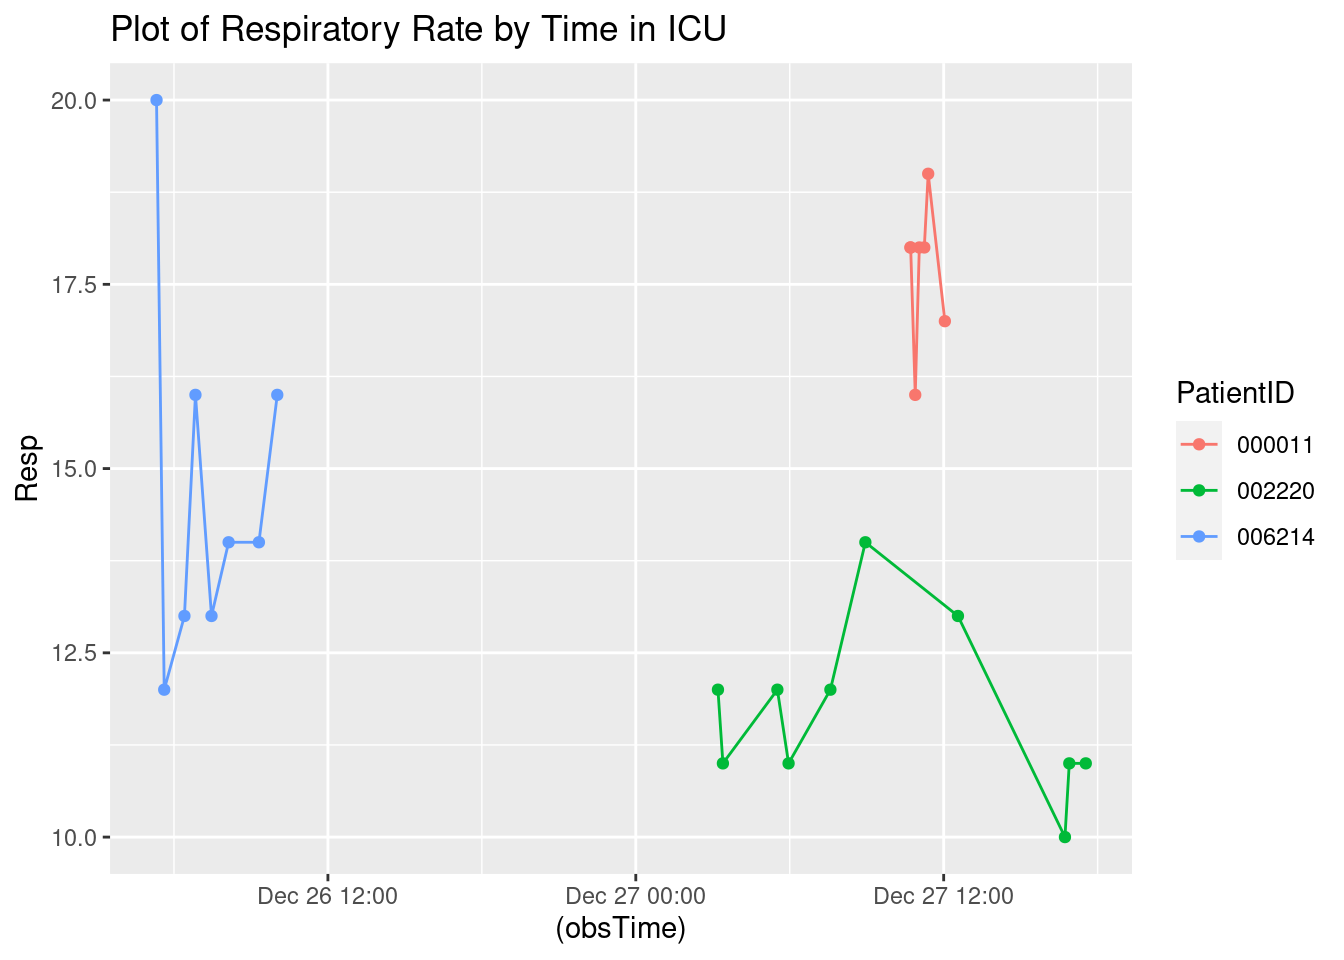 Plot of Respiratory Rate by Time in ICU
20.0
17.5
15.0
12.5
10.0
Resp
Dec 26 12:00
Dec 27 00:00
Dec 27 12:00
(obsTime)
PatientID
000011
002220
006214